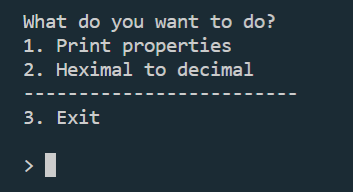 What do you want to do?
1. Print properties
2. Heximal to decimal
-------------------------
3. Exit
>